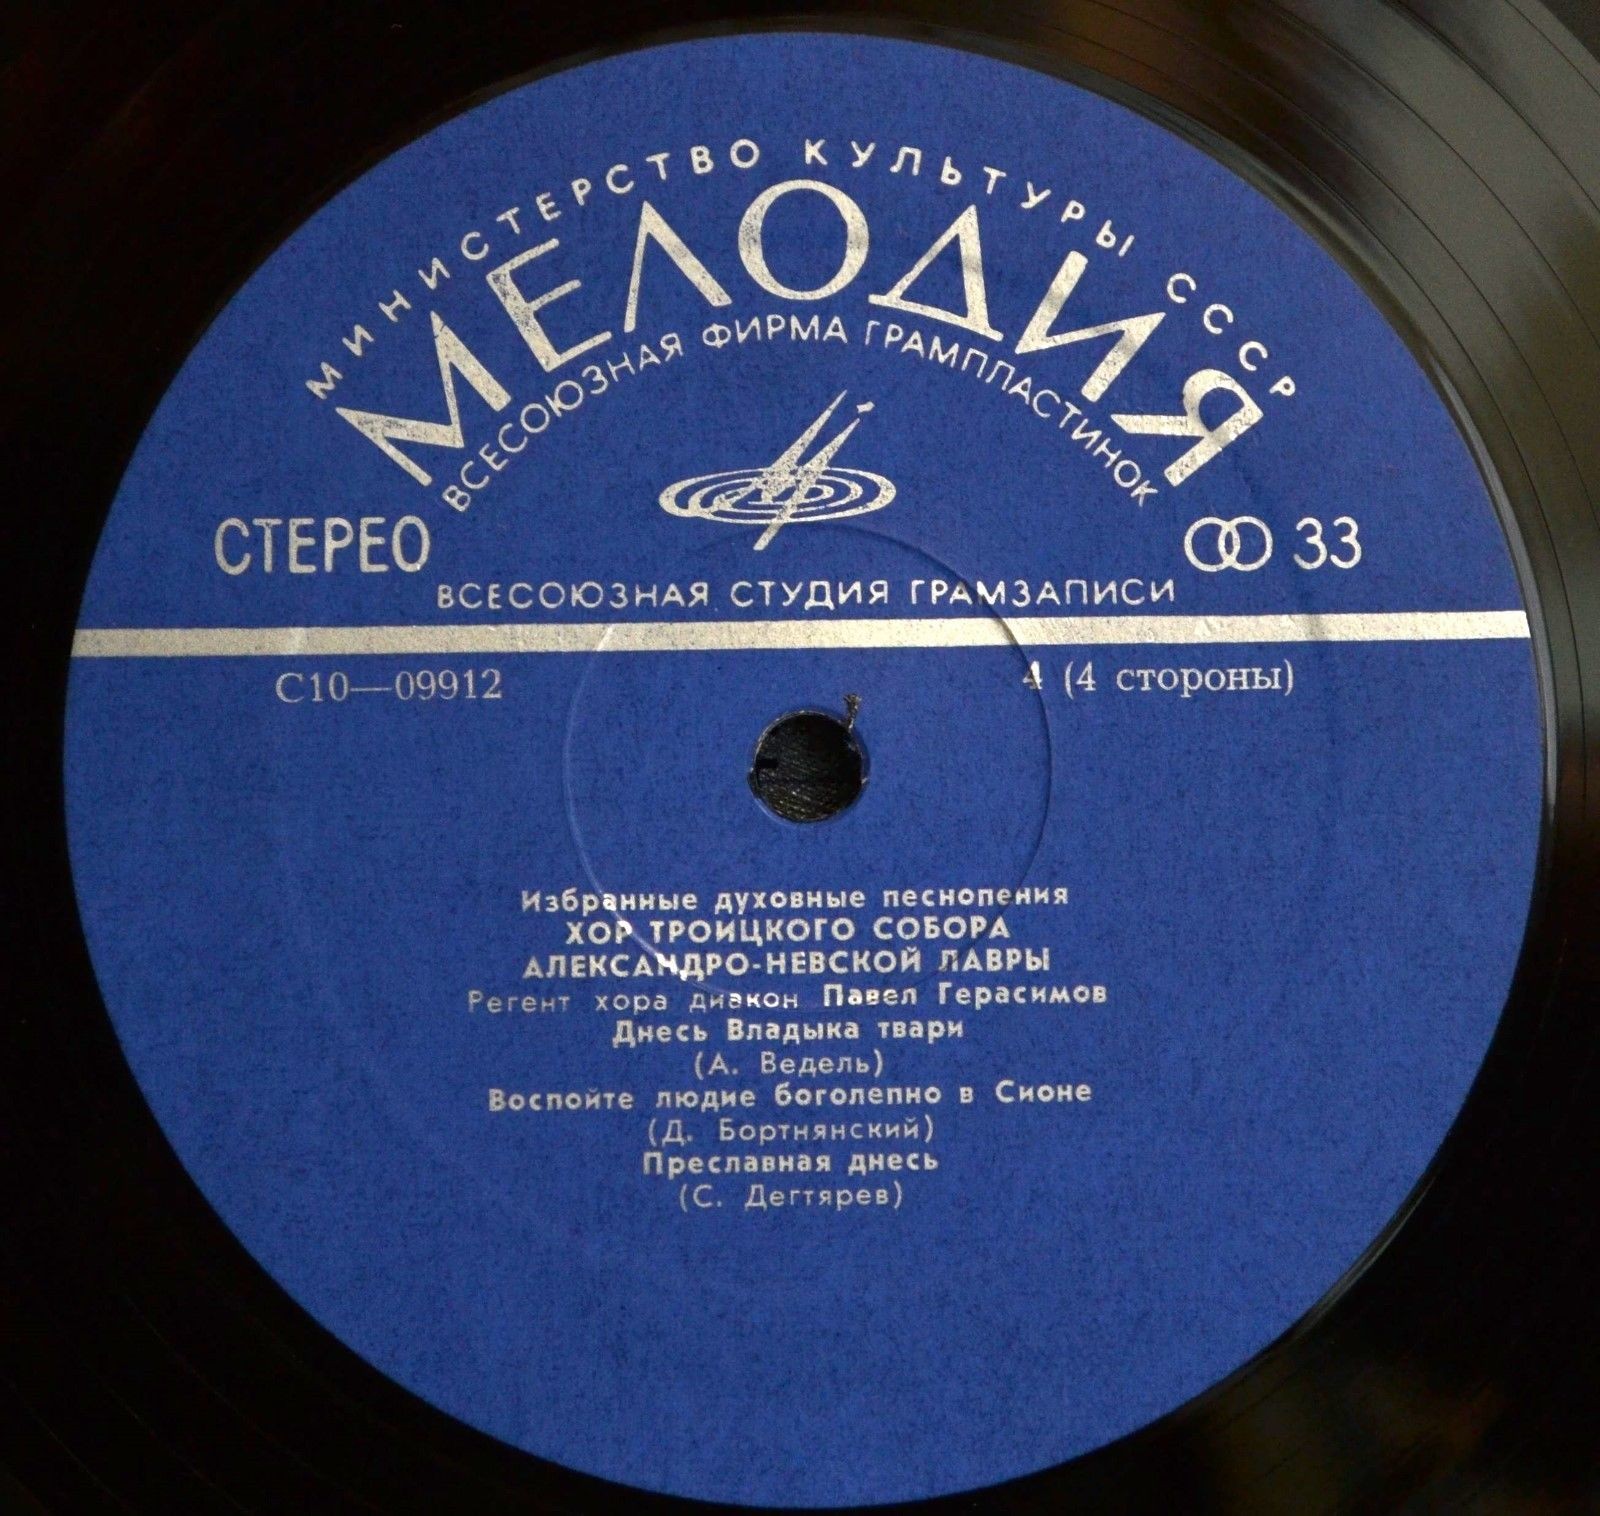 МИНИСТЕРСТВО КУЛЬТУРЫ СССР
МЕЛОДИЯ
ВСЕСОЮЗНАЯ ФИРМА ГРАМПЛАСТИНОК
СТЕРЕО 33
ВСЕСОЮЗНАЯ СТУДИЯ ГРАМЗАПИСИ
С10—09912 4 (4 стороны)
Избранные духовные песнопения
ХОР ТРОИЦКОГО СОБОРА
АЛЕКСАНДРО-НЕВСКОЙ ЛАВРЫ
Регент хора диакон Павел Герасимов
Днесь Владыка твари
(А. Ведель)
Воспойте людие боголепно в Сионе
(Д. Бортнянский)
Преславная днесь
(С. Дегтярев)